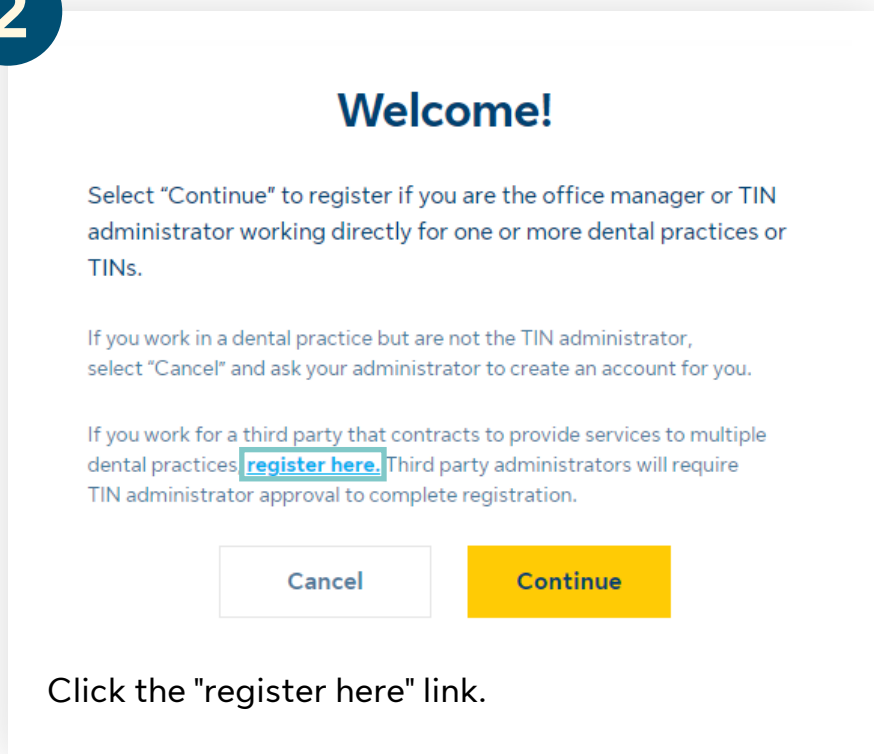 2
Welcome!
Select “Continue” to register if you are the office manager or TIN
administrator working directly for one or more dental practices or
TINs.
If you work in a dental practice but are not the TIN administrator,
select “Cancel” and ask your administrator to create an account for you.
If you work for a third party that contracts to provide services to multiple
dental practices, register here. Third party administrators will require
TIN administrator approval to complete registration.
Cancel
Continue
Click the "register here" link.